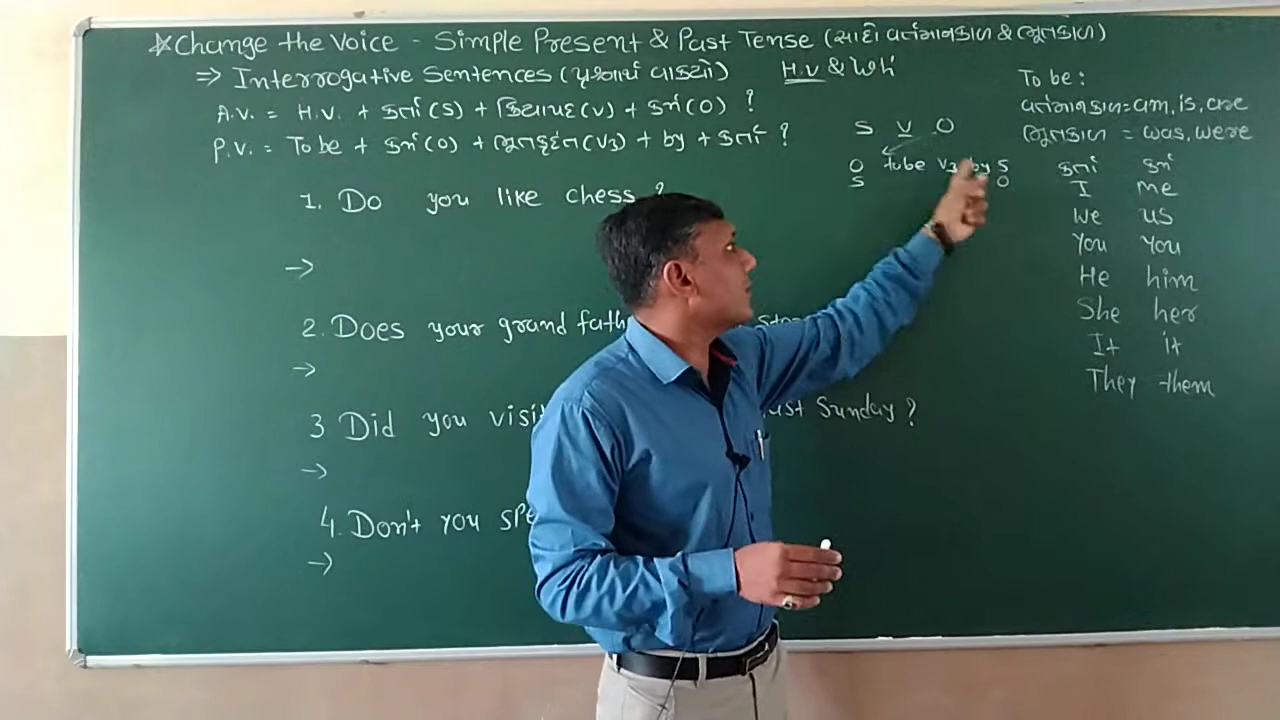 * Change the Voice - Simple Present & Past Tense (સાદો વર્તમાનકાળ & ભૂતકાળ)
⇒ Interrogative Sentences (પ્રશ્નાર્થ વાક્યો) H.V & Wh
A.V. = H.V. + કર્તા (S) + ક્રિયાપદ (V) + કર્મ (O) ?
P.V. = To be + કર્મ (O) + ભૂતકૃદંત (V3) + by + કર્તા ?
S V O
O to be V3 by S
S O
1. Do you like chess ?
→
2. Does your grand fath
→
3 Did you visi ast Sunday ?
→
4. Don't you spe
→
To be :
વર્તમાનકાળ = am, is, are
ભૂતકાળ = was, were
કર્તા કર્મ
I me
We us
You You
He him
She her
It it
They them